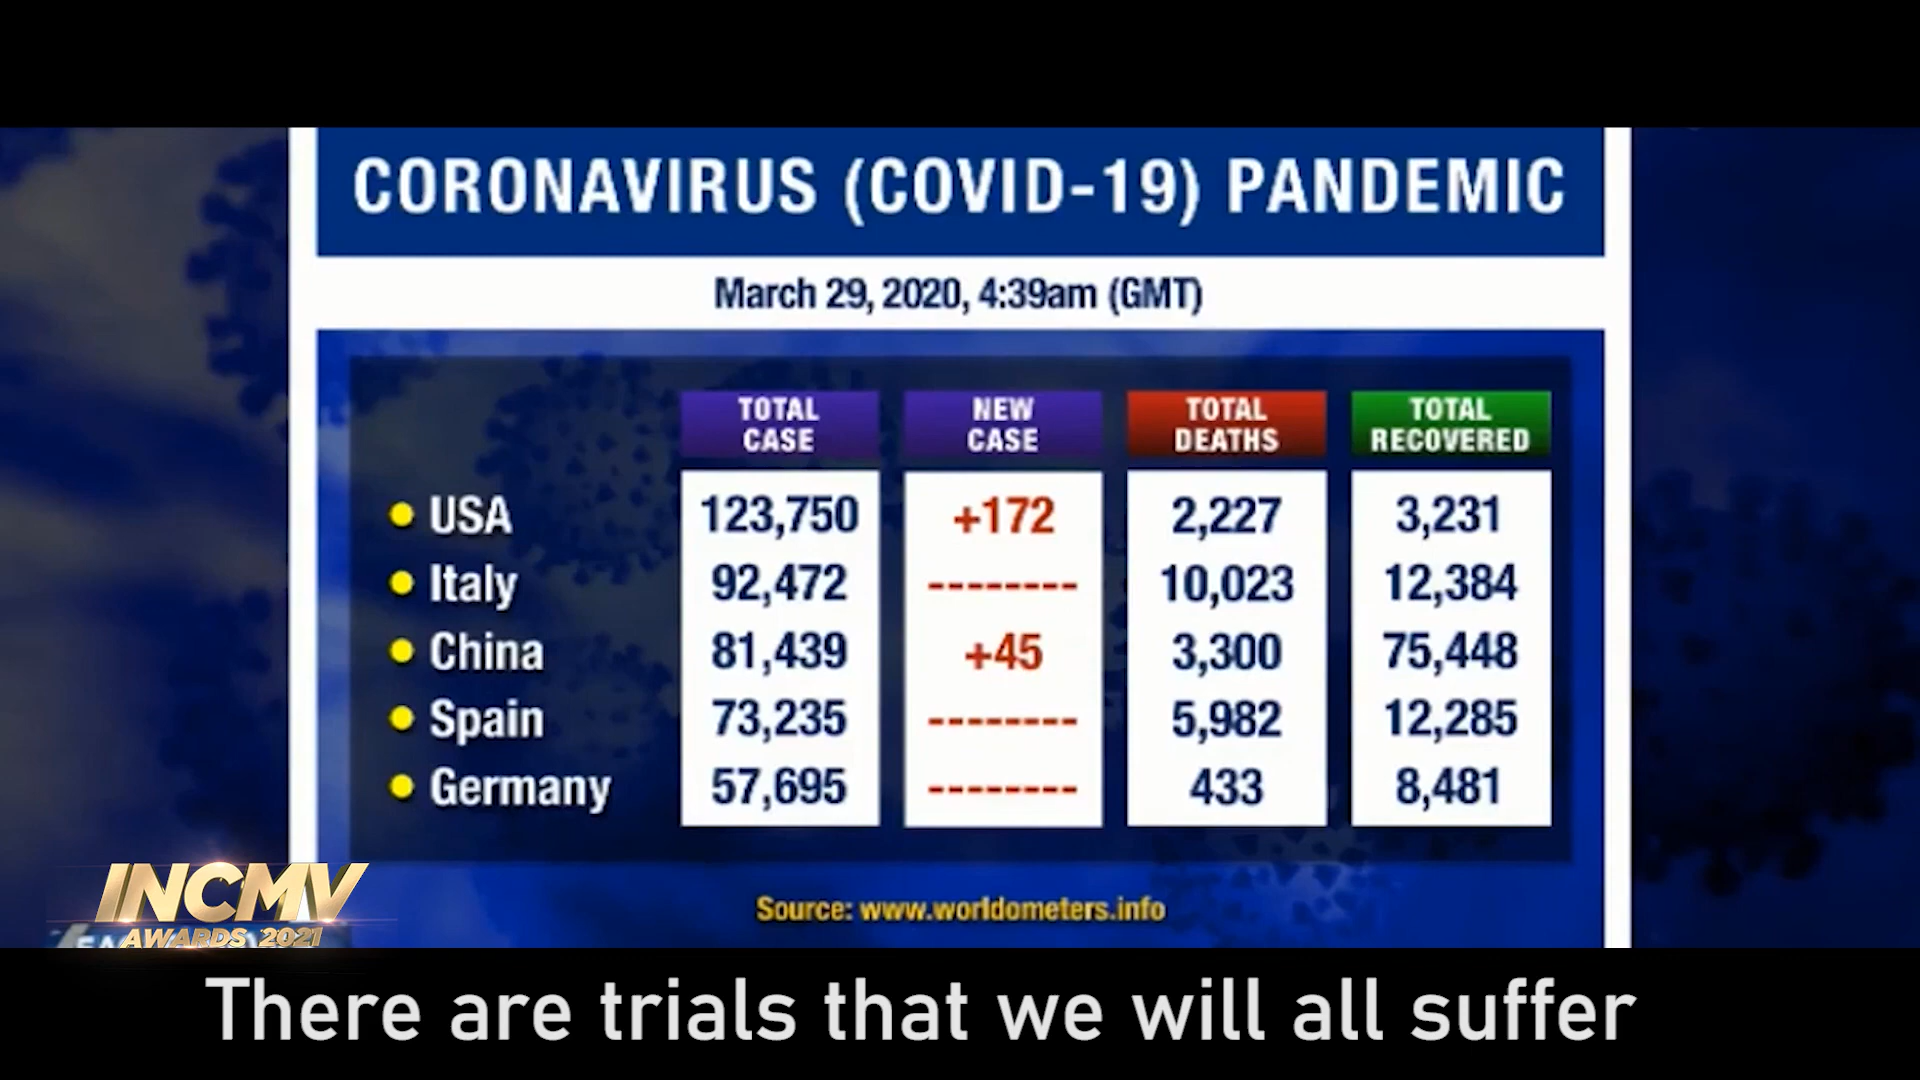 CORONAVIRUS (COVID-19) PANDEMIC
March 29, 2020, 4:39am (GMT)
TOTAL CASE NEW CASE TOTAL DEATHS TOTAL RECOVERED
USA 123,750 +172 2,227 3,231
Italy 92,472 -------- 10,023 12,384
China 81,439 +45 3,300 75,448
Spain 73,235 -------- 5,982 12,285
Germany 57,695 -------- 433 8,481
Source: www.worldometers.info
INCMV
AWARDS 2021
There are trials that we will all suffer